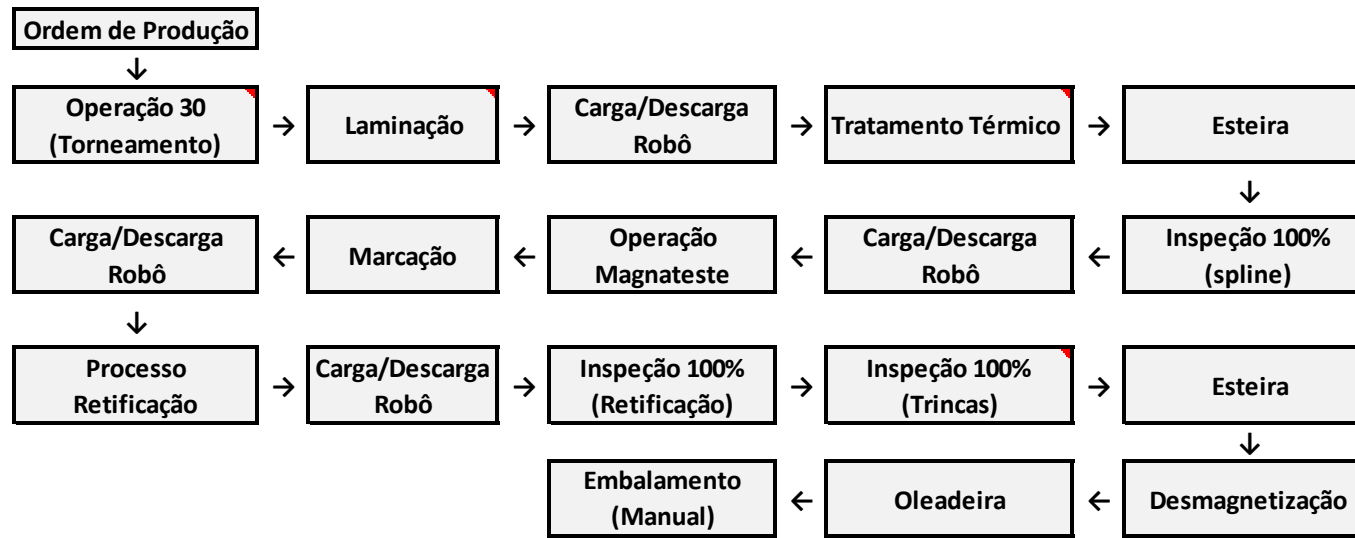 Ordem de Produção
↓
Operação 30
(Torneamento)
→
Laminação
→
Carga/Descarga
Robô
→
Tratamento Térmico
→
Esteira
↓
Inspeção 100%
(spline)
←
Carga/Descarga
Robô
←
Operação
Magnateste
←
Marcação
←
Carga/Descarga
Robô
↓
Processo
Retificação
→
Carga/Descarga
Robô
→
Inspeção 100%
(Retificação)
→
Inspeção 100%
(Trincas)
→
Esteira
↓
Desmagnetização
←
Oleadeira
←
Embalamento
(Manual)